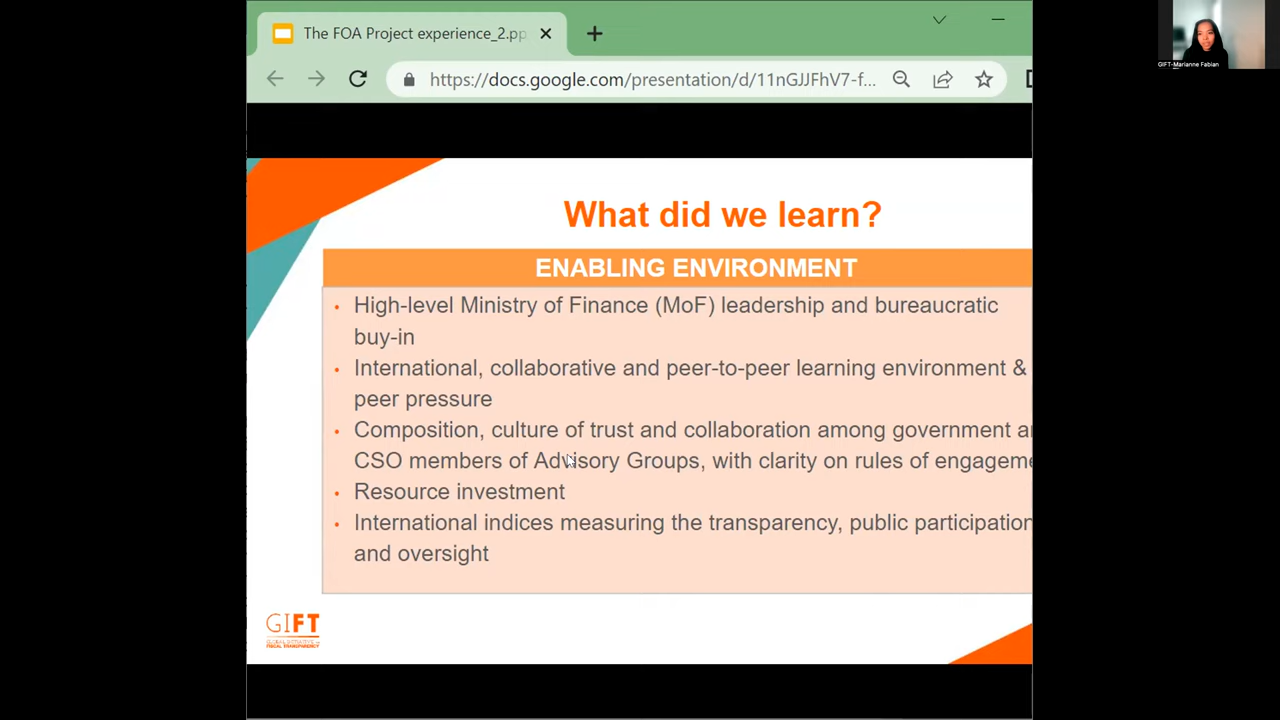 The FOA Project experience_2.pp
https://docs.google.com/presentation/d/11nGJJFhV7-f...
GIFT-Marianne Fabian
What did we learn?
ENABLING ENVIRONMENT
• High-level Ministry of Finance (MoF) leadership and bureaucratic
buy-in
• International, collaborative and peer-to-peer learning environment &
peer pressure
• Composition, culture of trust and collaboration among government a
CSO members of Advisory Groups, with clarity on rules of engageme
• Resource investment
• International indices measuring the transparency, public participation
and oversight
GIFT
FISCAL TRANSPARENCY